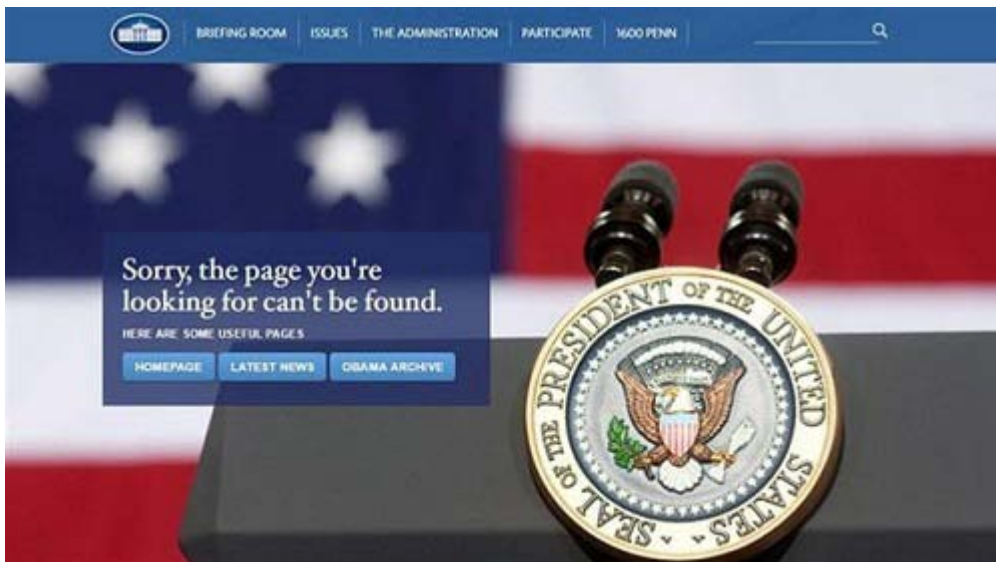 BRIEFING ROOM ISSUES THE ADMINISTRATION PARTICIPATE 1600 PENN
Sorry, the page you're
looking for can't be found.
HERE ARE SOME USEFUL PAGES
HOMEPAGE LATEST NEWS OBAMA ARCHIVE
SEAL OF THE PRESIDENT OF THE UNITED STATES